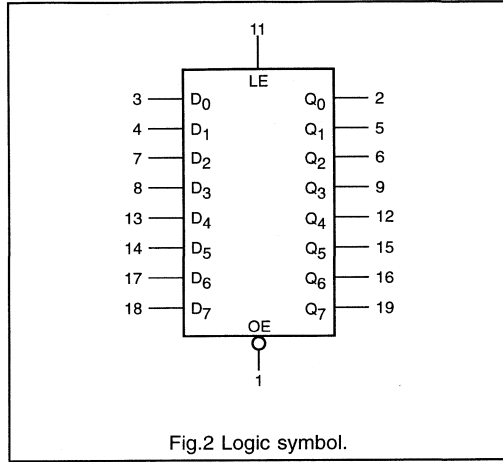 11
LE
3 D0 Q0 2
4 D1 Q1 5
7 D2 Q2 6
8 D3 Q3 9
13 D4 Q4 12
14 D5 Q5 15
17 D6 Q6 16
18 D7 Q7 19
OE
1
Fig.2 Logic symbol.